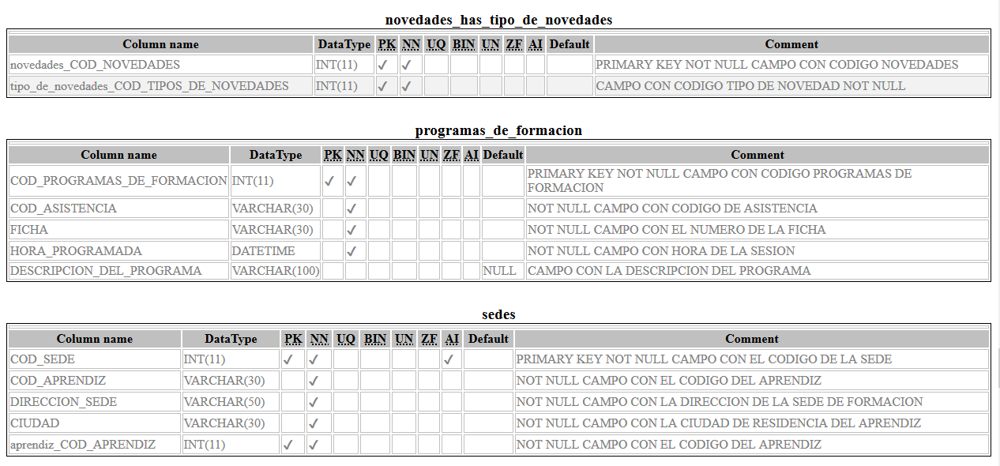 novedades_has_tipo_de_novedades
Column name DataType PK NN UQ BIN UN ZF AI Default Comment
novedades_COD_NOVEDADES INT(11) ✓ ✓ PRIMARY KEY NOT NULL CAMPO CON CODIGO NOVEDADES
tipo_de_novedades_COD_TIPOS_DE_NOVEDADES INT(11) ✓ ✓ CAMPO CON CODIGO TIPO DE NOVEDAD NOT NULL
programas_de_formacion
Column name DataType PK NN UQ BIN UN ZF AI Default Comment
COD_PROGRAMAS_DE_FORMACION INT(11) ✓ ✓ PRIMARY KEY NOT NULL CAMPO CON CODIGO PROGRAMAS DE
FORMACION
COD_ASISTENCIA VARCHAR(30) ✓ NOT NULL CAMPO CON CODIGO DE ASISTENCIA
FICHA VARCHAR(30) ✓ NOT NULL CAMPO CON EL NUMERO DE LA FICHA
HORA_PROGRAMADA DATETIME ✓ NOT NULL CAMPO CON HORA DE LA SESION
DESCRIPCION_DEL_PROGRAMA VARCHAR(100) NULL CAMPO CON LA DESCRIPCION DEL PROGRAMA
sedes
Column name DataType PK NN UQ BIN UN ZF AI Default Comment
COD_SEDE INT(11) ✓ ✓ ✓ PRIMARY KEY NOT NULL CAMPO CON EL CODIGO DE LA SEDE
COD_APRENDIZ VARCHAR(30) ✓ NOT NULL CAMPO CON EL CODIGO DEL APRENDIZ
DIRECCION_SEDE VARCHAR(50) ✓ NOT NULL CAMPO CON LA DIRECCION DE LA SEDE DE FORMACION
CIUDAD VARCHAR(30) ✓ NOT NULL CAMPO CON LA CIUDAD DE RESIDENCIA DEL APRENDIZ
aprendiz_COD_APRENDIZ INT(11) ✓ ✓ NOT NULL CAMPO CON EL CODIGO DEL APRENDIZ